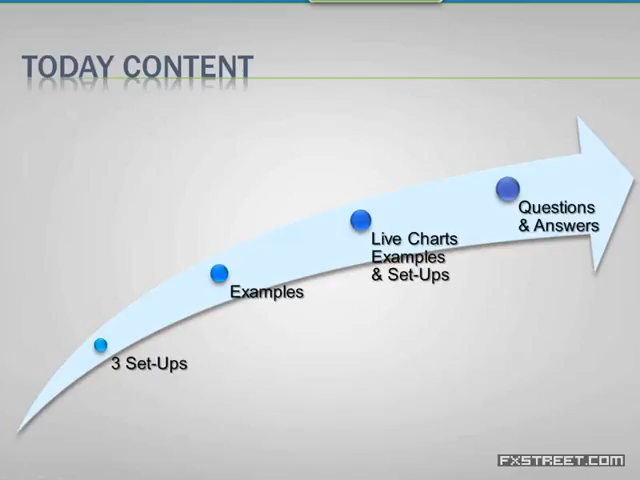 TODAY CONTENT
3 Set-Ups
Examples
Live Charts
Examples
& Set-Ups
Questions
& Answers
FXSTREET.COM